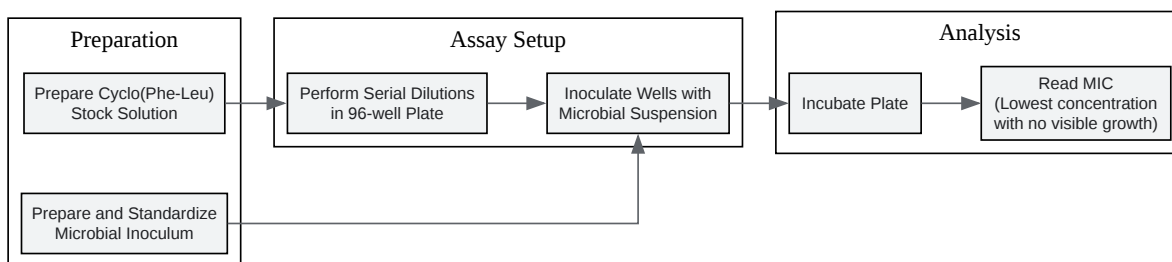 Preparation
Prepare Cyclo(Phe-Leu)
Stock Solution
Prepare and Standardize
Microbial Inoculum
Assay Setup
Perform Serial Dilutions
in 96-well Plate
Inoculate Wells with
Microbial Suspension
Analysis
Incubate Plate
Read MIC
(Lowest concentration
with no visible growth)